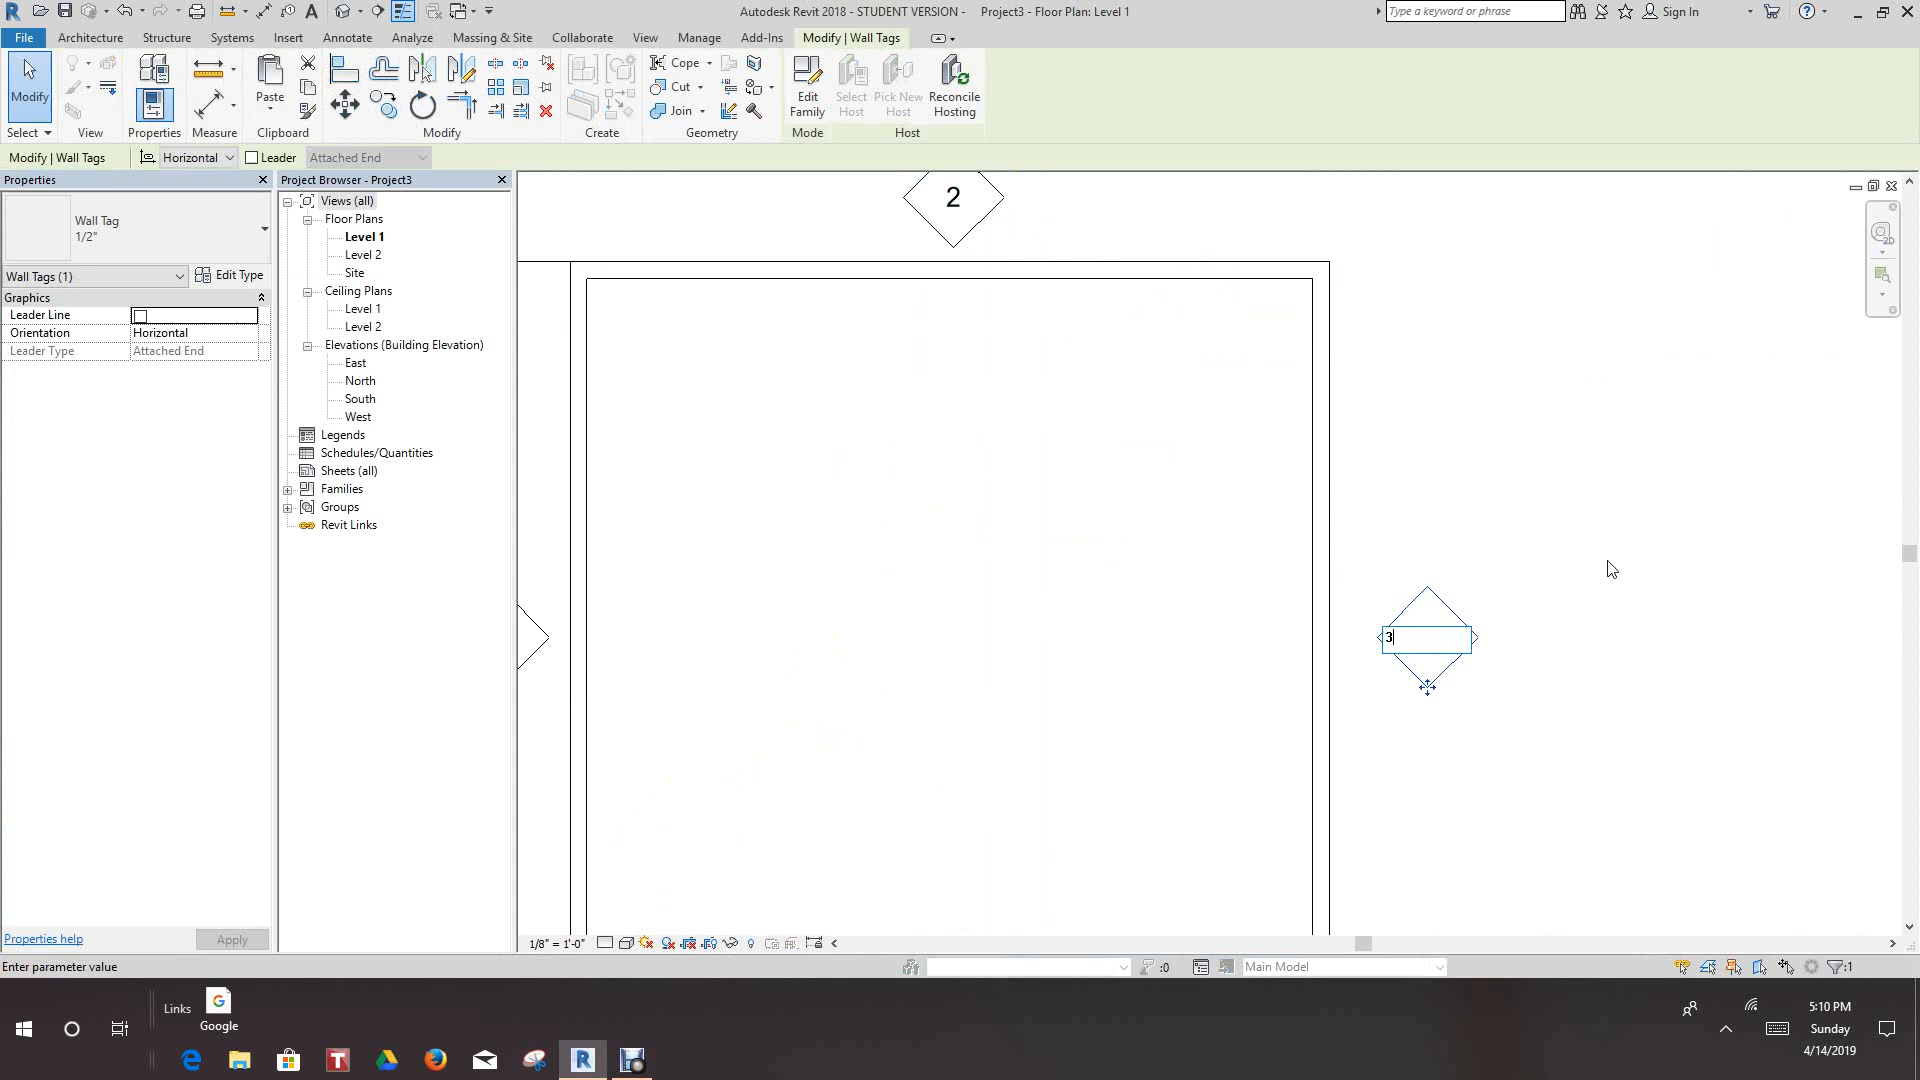 Autodesk Revit 2018 - STUDENT VERSION - Project3 - Floor Plan: Level 1
Type a keyword or phrase
Sign In
File Architecture Structure Systems Insert Annotate Analyze Massing & Site Collaborate View Manage Add-Ins Modify | Wall Tags
Modify
Paste
Cope
Cut
Join
Edit Family
Select Host
Pick New Host
Reconcile Hosting
Select View Properties Measure Clipboard Modify Create Geometry Mode Host
Modify | Wall Tags Horizontal Leader Attached End
Properties
Wall Tag
1/2"
Wall Tags (1) Edit Type
Graphics
Leader Line
Orientation Horizontal
Leader Type Attached End
Properties help Apply
Project Browser - Project3
Views (all)
Floor Plans
Level 1
Level 2
Site
Ceiling Plans
Level 1
Level 2
Elevations (Building Elevation)
East
North
South
West
Legends
Schedules/Quantities
Sheets (all)
Families
Groups
Revit Links
2
3
2D
1/8" = 1'-0"
Enter parameter value
:0
Main Model
:1
Links
Google
5:10 PM
Sunday
4/14/2019